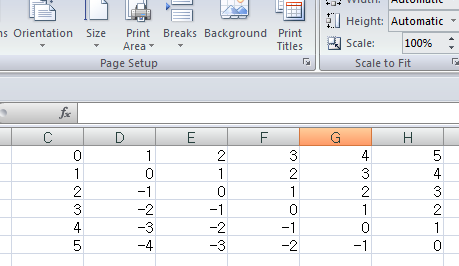 Width: Automatic
ns Orientation Size Print Area Breaks Background Print Titles
Height: Automatic
Scale: 100%
Page Setup Scale to Fit
fx
C D E F G H
0 1 2 3 4 5
1 0 1 2 3 4
2 -1 0 1 2 3
3 -2 -1 0 1 2
4 -3 -2 -1 0 1
5 -4 -3 -2 -1 0